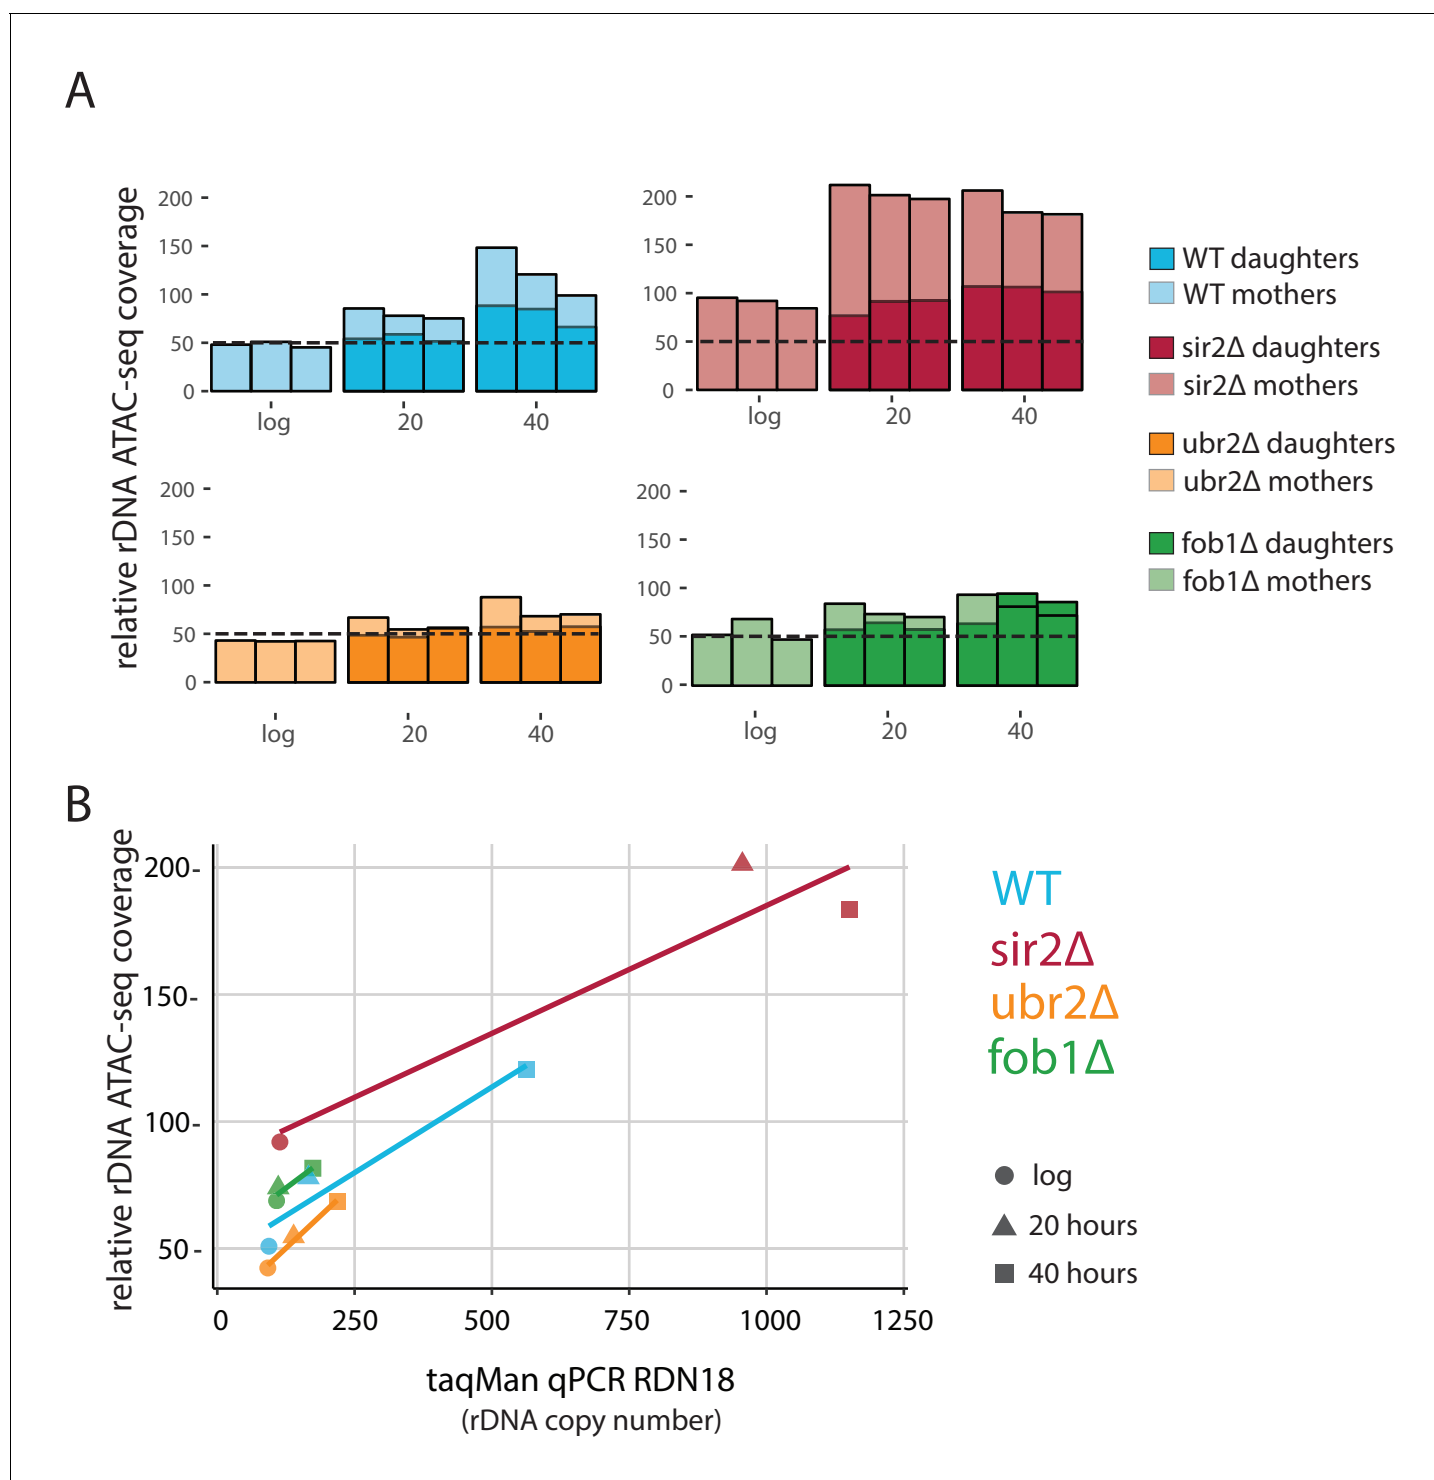 A
relative rDNA ATAC-seq coverage
200
150
100
50
0
log
20
40
200
150
100
50
0
log
20
40
WT daughters
WT mothers
sir2Δ daughters
sir2Δ mothers
ubr2Δ daughters
ubr2Δ mothers
fob1Δ daughters
fob1Δ mothers
200
150
100
50
0
log
20
40
200
150
100
50
0
log
20
40
B
relative rDNA ATAC-seq coverage
200
150
100
50
0
250
500
750
1000
1250
taqMan qPCR RDN18
(rDNA copy number)
WT
sir2Δ
ubr2Δ
fob1Δ
log
20 hours
40 hours